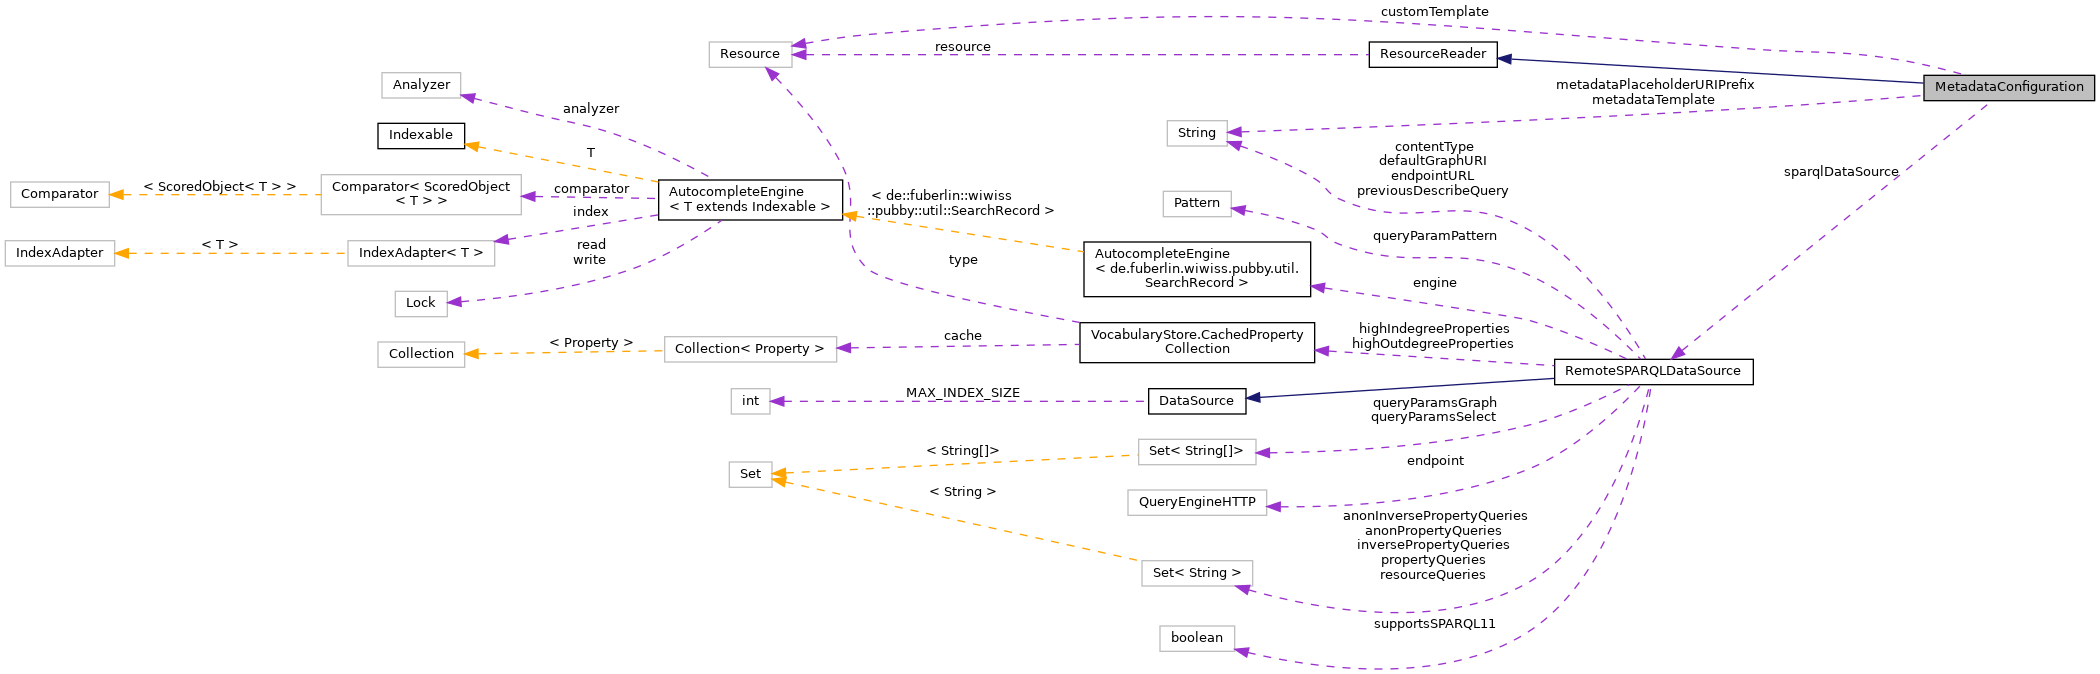 customTemplate
Resource
resource
ResourceReader
MetadataConfiguration
Analyzer
analyzer
metadataPlaceholderURIPrefix
metadataTemplate
Indexable
T
String
contentType
defaultGraphURI
endpointURL
previousDescribeQuery
sparqlDataSource
Comparator
< ScoredObject< T > >
Comparator< ScoredObject
< T > >
comparator
AutocompleteEngine
< T extends Indexable >
< de::fuberlin::wiwiss
::pubby::util::SearchRecord >
Pattern
index
queryParamPattern
IndexAdapter
< T >
IndexAdapter< T >
read
write
type
AutocompleteEngine
< de.fuberlin.wiwiss.pubby.util.
SearchRecord >
engine
Lock
VocabularyStore.CachedProperty
Collection
highIndegreeProperties
highOutdegreeProperties
Collection
< Property >
Collection< Property >
cache
RemoteSPARQLDataSource
int
MAX_INDEX_SIZE
DataSource
queryParamsGraph
queryParamsSelect
Set
< String[]>
Set< String[]>
endpoint
< String >
QueryEngineHTTP
anonInversePropertyQueries
anonPropertyQueries
inversePropertyQueries
propertyQueries
resourceQueries
Set< String >
supportsSPARQL11
boolean